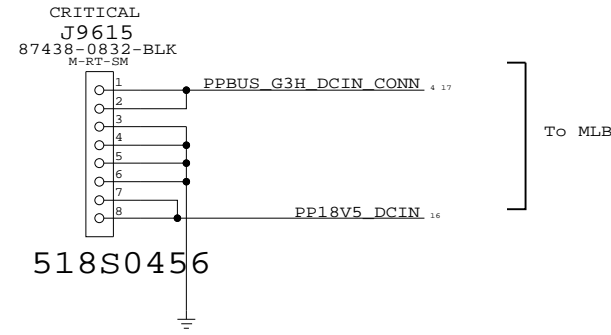 CRITICAL
J9615
87438-0832-BLK
M-RT-SM
1
PPBUS_G3H_DCIN_CONN 4 17
2
3
4
To MLB
5
6
7
8
PP18V5_DCIN 16
518S0456